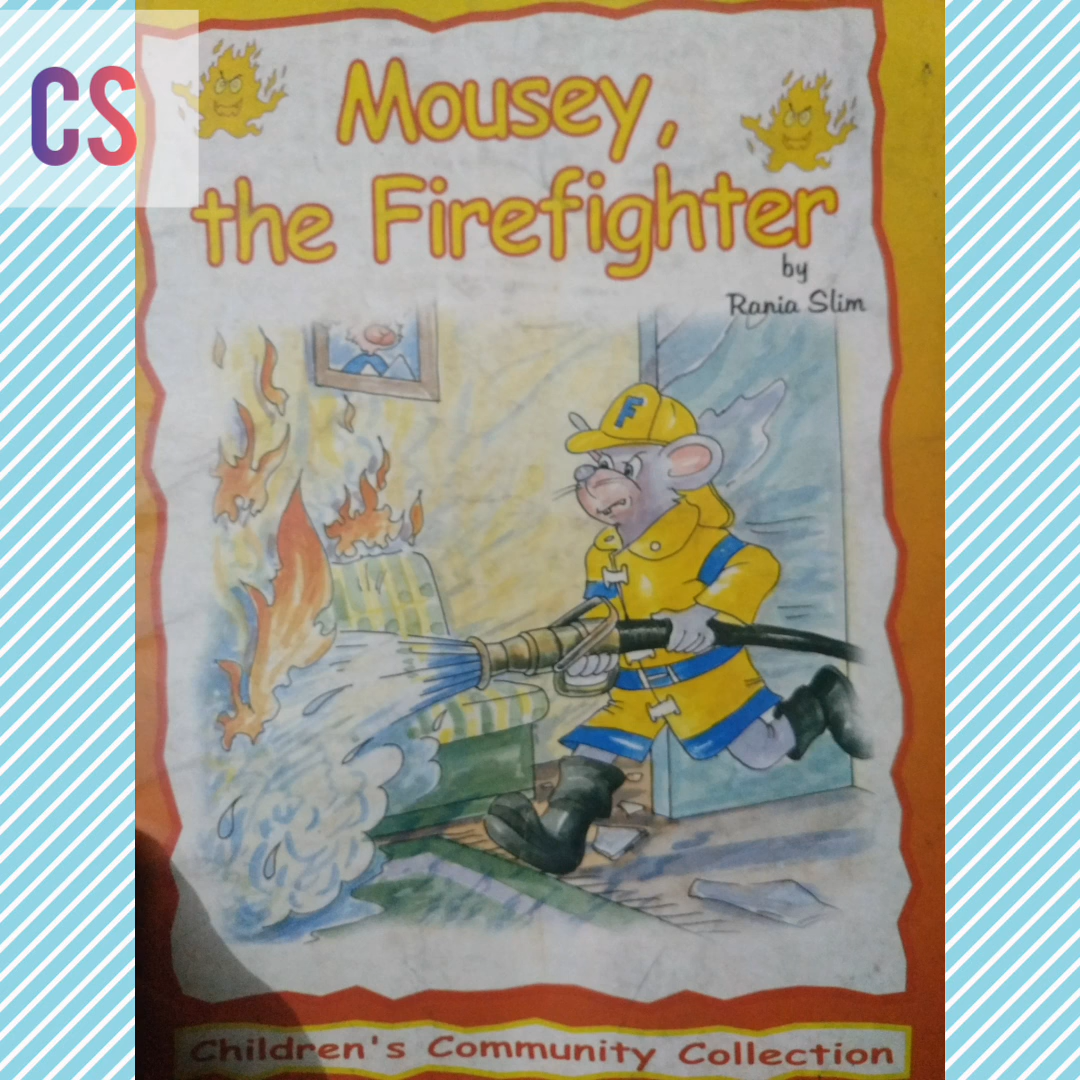 CS
Mousey,
the Firefighter
by
Rania Slim
F
Children's Community Collection